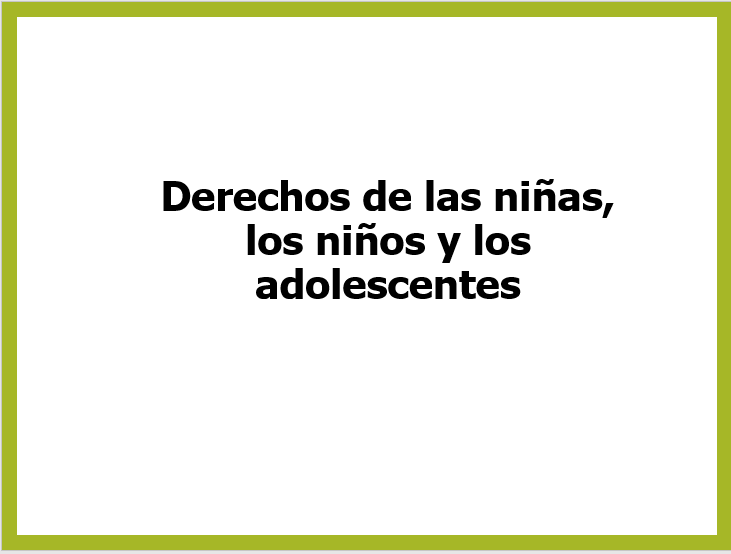 Derechos de las niñas,
los niños y los
adolescentes